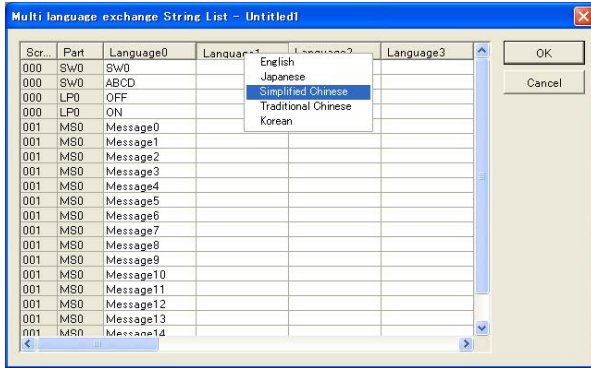 Multi language exchange String List - Untitled1
Scr... Part Language0 Language1 Language2 Language3
000 SW0 SW0
000 SW0 ABCD
000 LP0 OFF
000 LP0 ON
001 MS0 Message0
001 MS0 Message1
001 MS0 Message2
001 MS0 Message3
001 MS0 Message4
001 MS0 Message5
001 MS0 Message6
001 MS0 Message7
001 MS0 Message8
001 MS0 Message9
001 MS0 Message10
001 MS0 Message11
001 MS0 Message12
001 MS0 Message13
001 MS0 Message14
English
Japanese
Simplified Chinese
Traditional Chinese
Korean
OK
Cancel